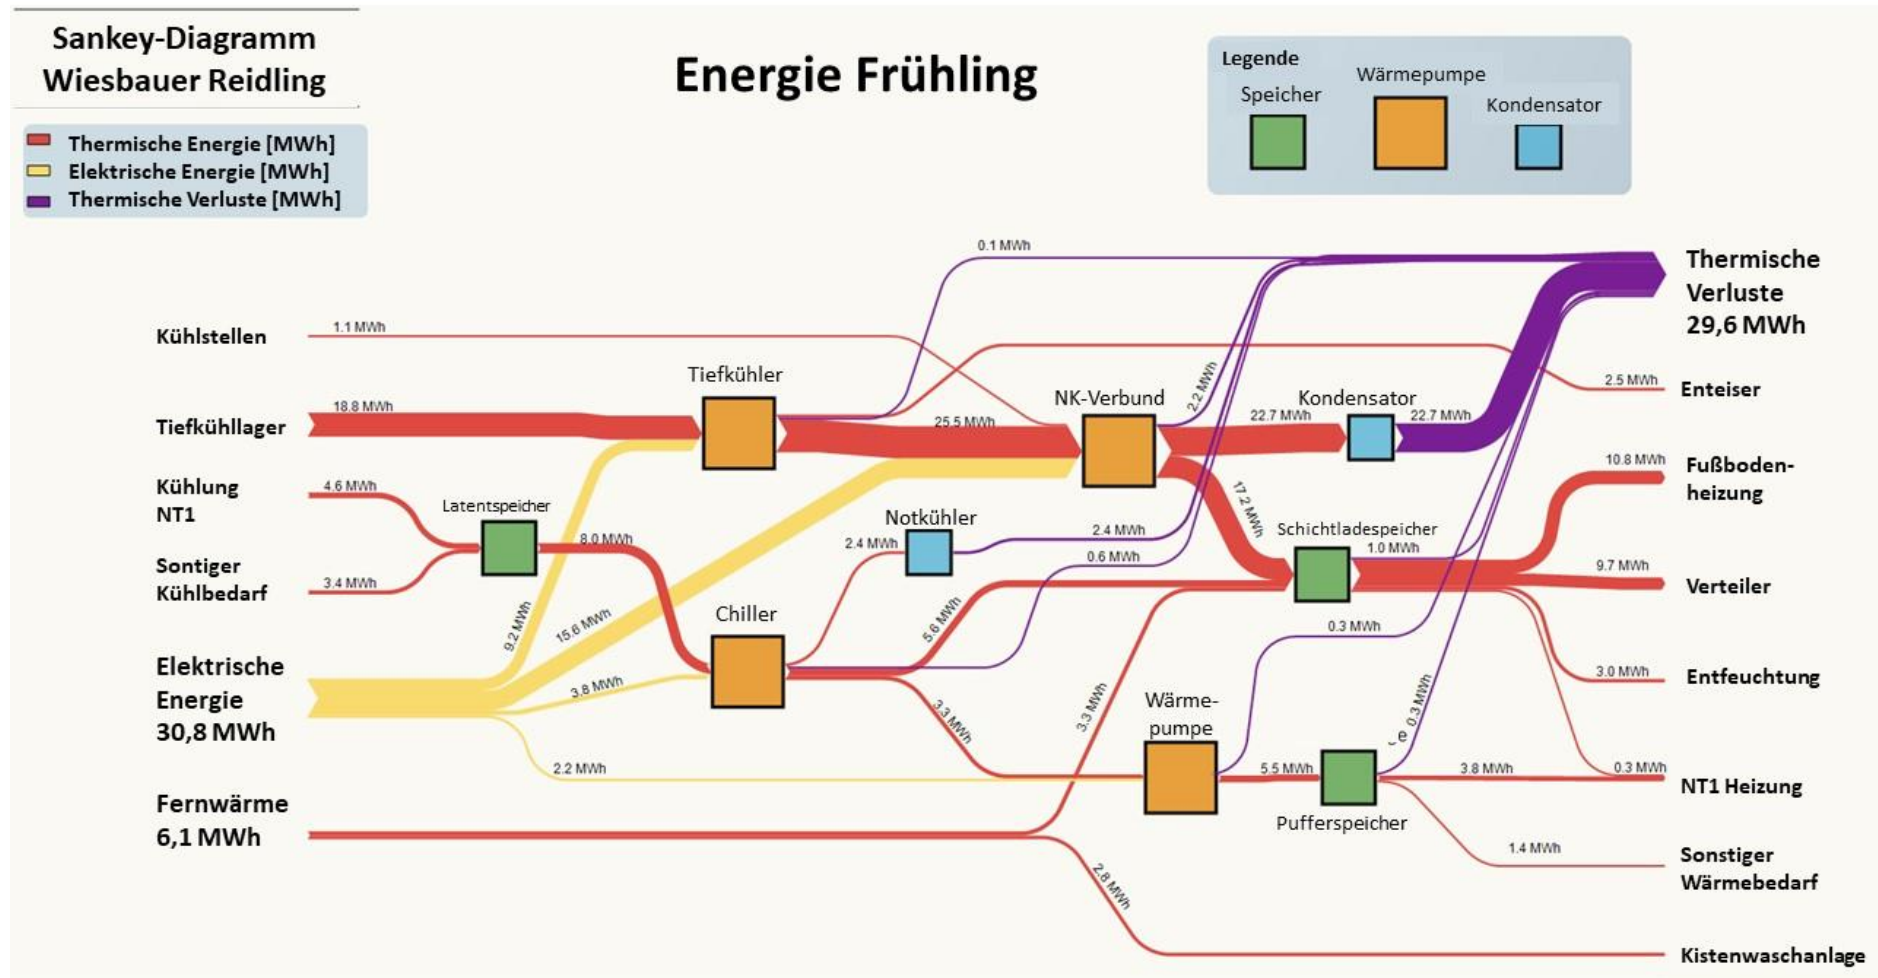 Sankey-Diagramm
Wiesbauer Reidling
Energie Frühling
Legende
Speicher
Wärmepumpe
Kondensator
Thermische Energie [MWh]
Elektrische Energie [MWh]
Thermische Verluste [MWh]
0.1 MWh
Thermische
Verluste
29,6 MWh
Kühlstellen
1.1 MWh
Tiefkühler
2.2 MWh
2.5 MWh
Enteiser
Tiefkühllager
18.8 MWh
25.5 MWh
NK-Verbund
22.7 MWh
Kondensator
22.7 MWh
10.8 MWh
Fußboden-
heizung
Kühlung
NT1
4.6 MWh
Latentspeicher
8.0 MWh
Notkühler
2.4 MWh
2.4 MWh
0.6 MWh
17.2 MWh
Schichtladespeicher
1.0 MWh
9.7 MWh
Verteiler
Sontiger
Kühlbedarf
3.4 MWh
9.2 MWh
15.6 MWh
Chiller
5.6 MWh
0.3 MWh
Elektrische
Energie
30,8 MWh
3.8 MWh
3.3 MWh
3.3 MWh
3.0 MWh
Entfeuchtung
2.2 MWh
Wärme-
pumpe
0.3 MWh
e
5.5 MWh
Pufferspeicher
3.8 MWh
0.3 MWh
NT1 Heizung
Fernwärme
6,1 MWh
1.4 MWh
Sonstiger
Wärmebedarf
2.8 MWh
Kistenwaschanlage